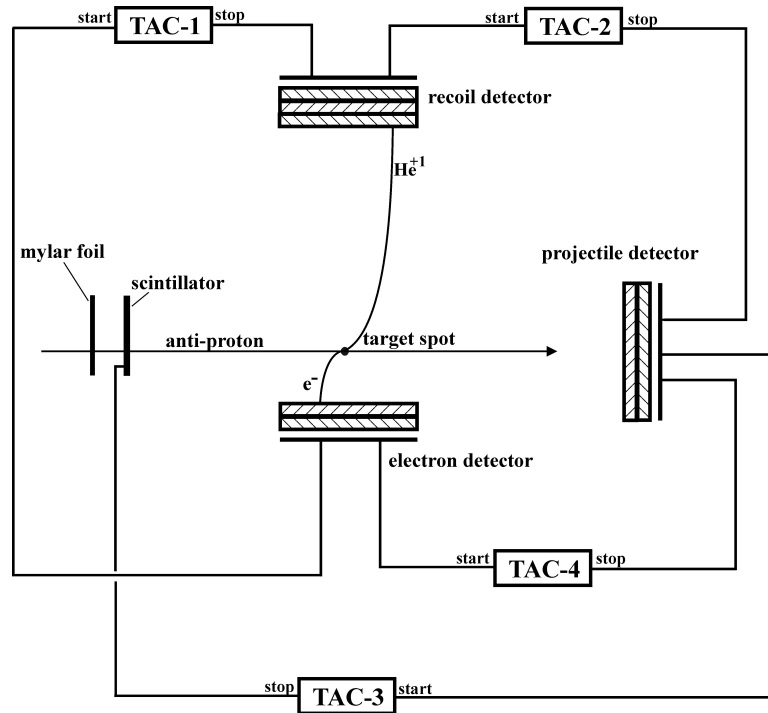 start TAC-1 stop
start TAC-2 stop
recoil detector
He+1
mylar foil
scintillator
projectile detector
anti-proton
target spot
e-
electron detector
start TAC-4 stop
stop TAC-3 start